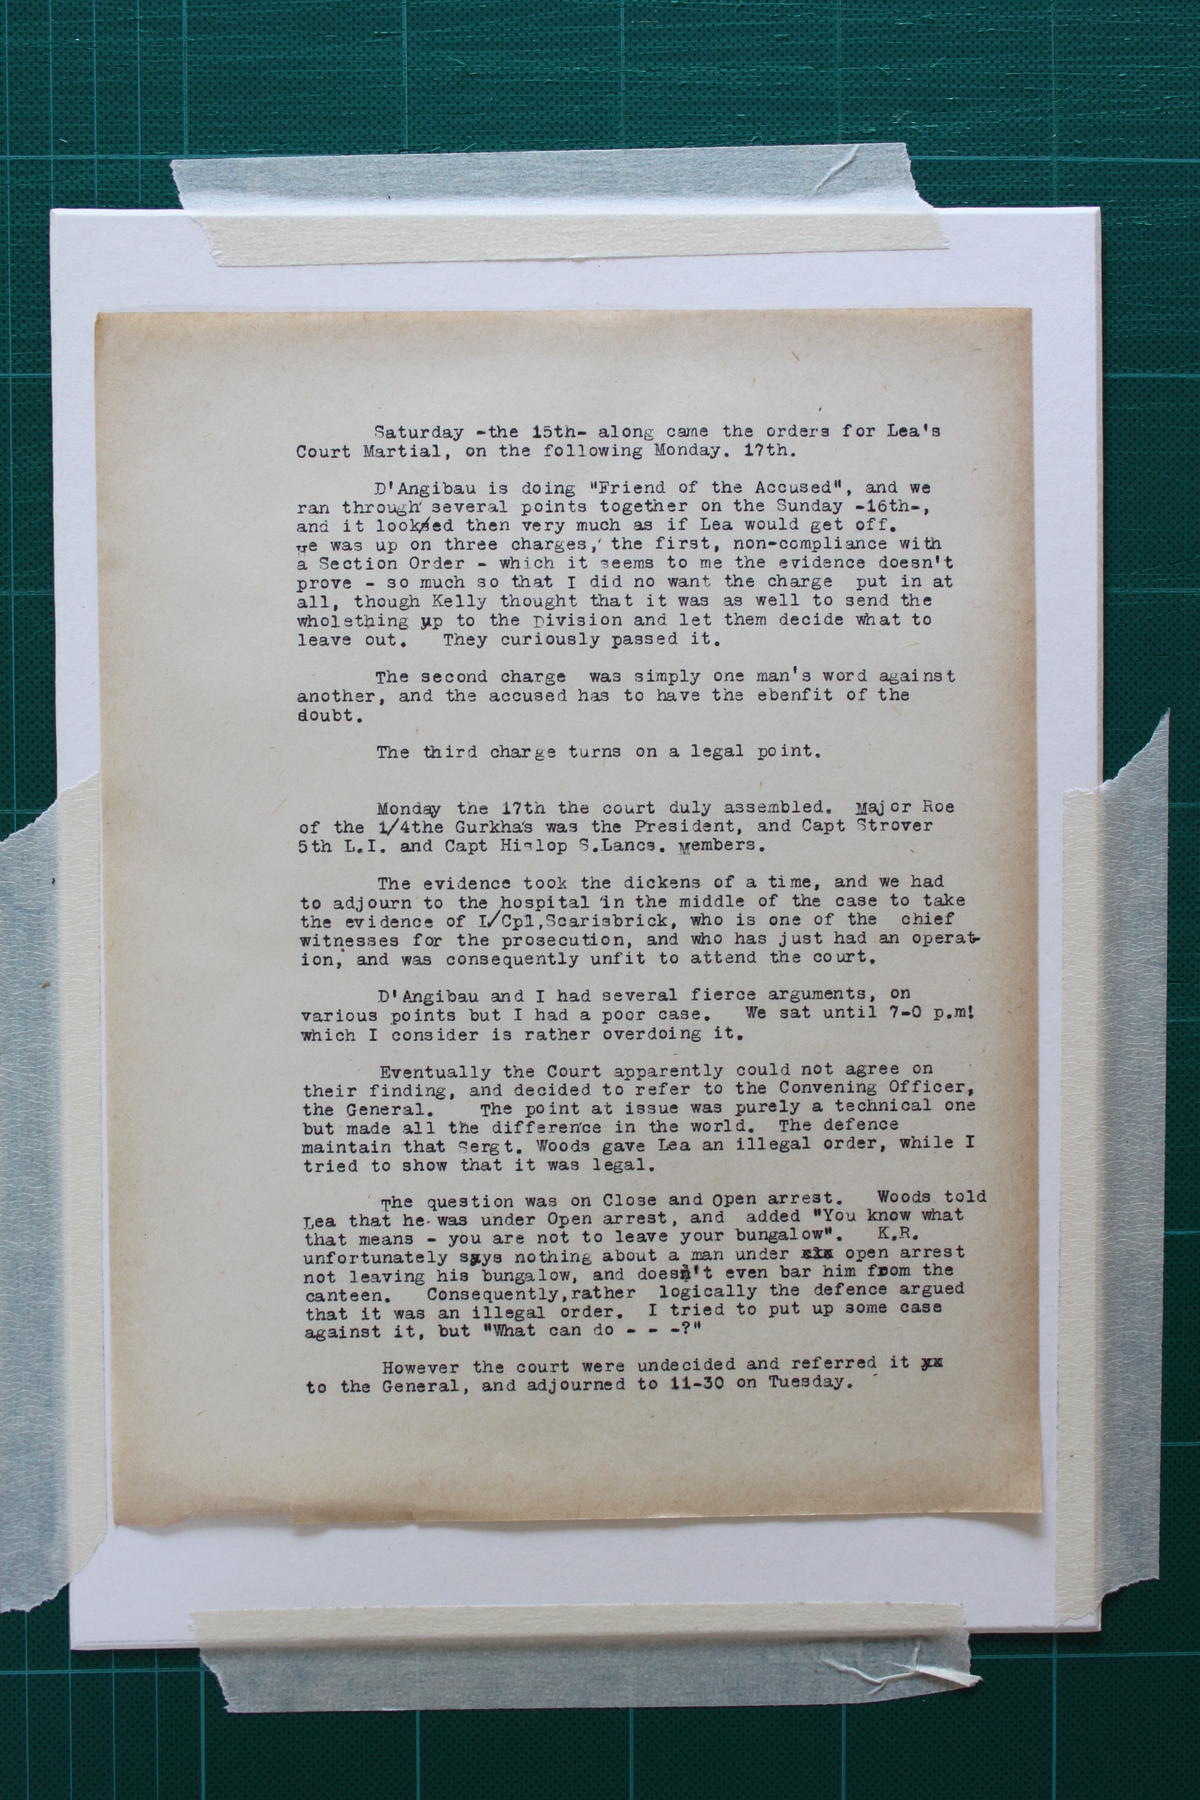 Saturday -the 15th- along came the orders for Lea's
Court Martial, on the following Monday. 17th.
D'Angibau is doing "Friend of the Accused", and we
ran through several points together on the Sunday -16th-,
and it looksed then very much as if Lea would get off.
He was up on three charges,' the first, non-compliance with
a Section Order - which it seems to me the evidence doesn't
prove - so much so that I did no want the charge put in at
all, though Kelly thought that it was as well to send the
wholething up to the Division and let them decide what to
leave out. They curiously passed it.
The second charge was simply one man's word against
another, and the accused has to have the ebenfit of the
doubt.
The third charge turns on a legal point.
Monday the 17th the court duly assembled. Major Roe
of the 1/4the Gurkhas was the President, and Capt Strover
5th L.I. and Capt Hislop S.Lancs. Members.
The evidence took the dickens of a time, and we had
to adjourn to the hospital in the middle of the case to take
the evidence of L/Cpl,Scarisbrick, who is one of the chief
witnesses for the prosecution, and who has just had an operat-
ion, and was consequently unfit to attend the court.
D'Angibau and I had several fierce arguments, on
various points but I had a poor case. We sat until 7-0 p.m!
which I consider is rather overdoing it.
Eventually the Court apparently could not agree on
their finding, and decided to refer to the Convening Officer,
the General. The point at issue was purely a technical one
but made all the difference in the world. The defence
maintain that Sergt. Woods gave Lea an illegal order, while I
tried to show that it was legal.
The question was on Close and Open arrest. Woods told
Lea that he was under Open arrest, and added "You know what
that means - you are not to leave your bungalow". K.R.
unfortunately says nothing about a man under xxx open arrest
not leaving his bungalow, and doesn't even bar him from the
canteen. Consequently,rather logically the defence argued
that it was an illegal order. I tried to put up some case
against it, but "What can do - - -?"
However the court were undecided and referred it xx
to the General, and adjourned to 11-30 on Tuesday.